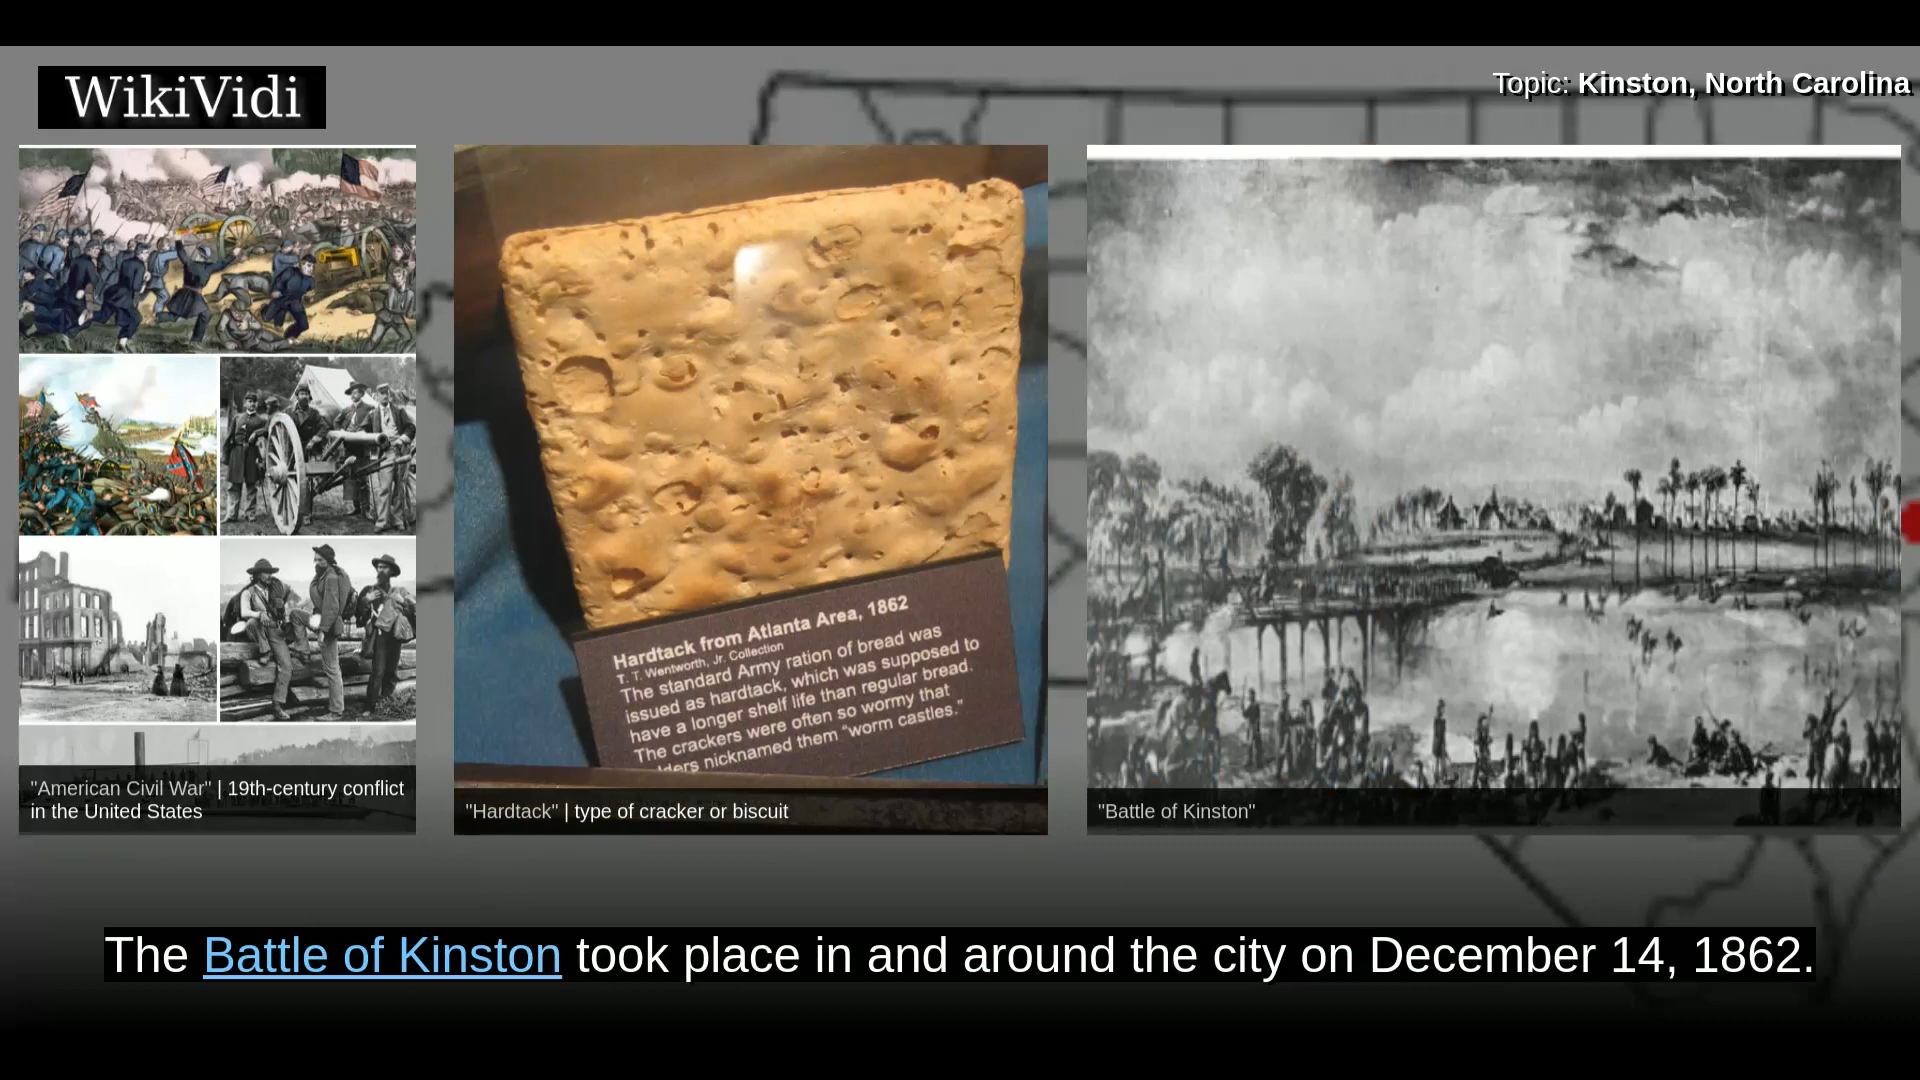 WikiVidi
Topic: Kinston, North Carolina
Hardtack from Atlanta Area, 1862
T. T. Wentworth, Jr. Collection
The standard Army ration of bread was
issued as hardtack, which was supposed to
have a longer shelf life than regular bread.
The crackers were often so wormy that
nicknamed them “worm castles.”
"American Civil War" | 19th-century conflict
in the United States
"Hardtack" | type of cracker or biscuit
"Battle of Kinston"
The Battle of Kinston took place in and around the city on December 14, 1862.